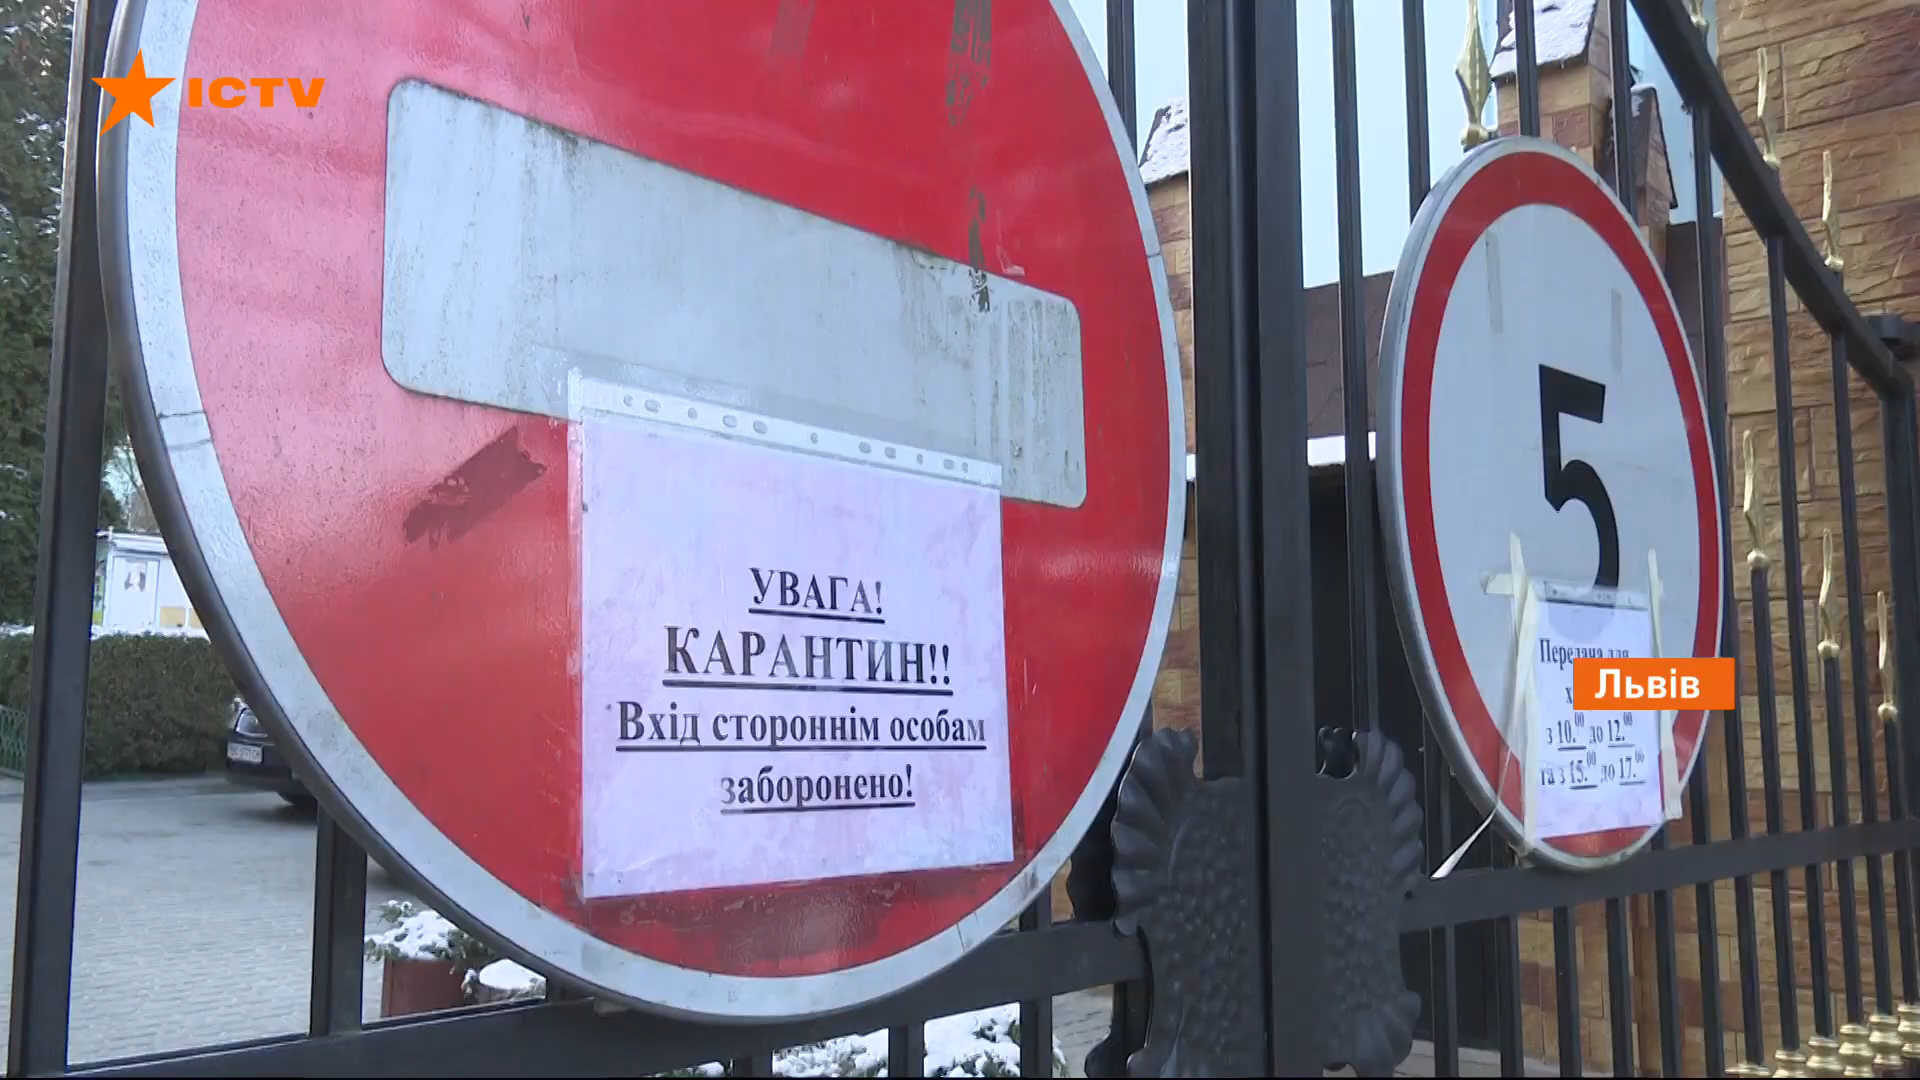 ICTV
УВАГА!
КАРАНТИН!!
Вхід стороннім особам
заборонено!
5
Передача для
з 10.00 до 12.00
та з 15.00 до 17.00
Львів